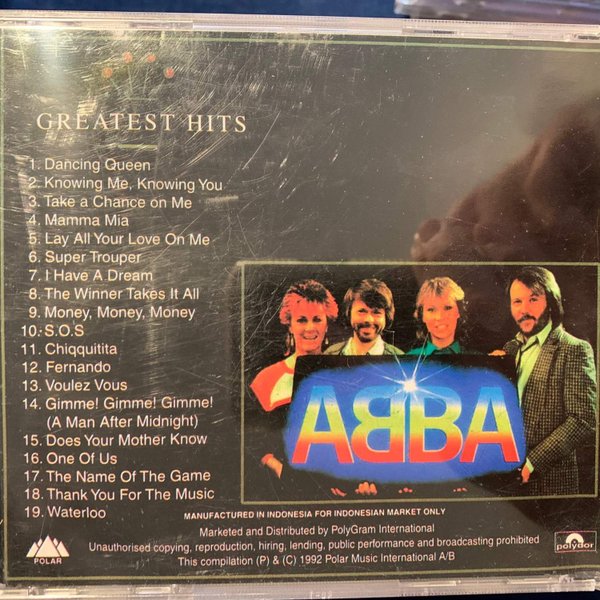 GREATEST HITS
1. Dancing Queen
2. Knowing Me, Knowing You
3. Take a Chance on Me
4. Mamma Mia
5. Lay All Your Love On Me
6. Super Trouper
7. I Have A Dream
8. The Winner Takes It All
9. Money, Money, Money
10. S.O.S
11. Chiqquitita
12. Fernando
13. Voulez Vous
14. Gimme! Gimme! Gimme!
(A Man After Midnight)
15. Does Your Mother Know
16. One Of Us
17. The Name Of The Game
18. Thank You For The Music
19. Waterloo
ABBA
MANUFACTURED IN INDONESIA FOR INDONESIAN MARKET ONLY
Marketed and Distributed by PolyGram International
Unauthorised copying, reproduction, hiring, lending, public performance and broadcasting prohibited
This compilation (P) & (C) 1992 Polar Music International A/B
POLAR
polydor